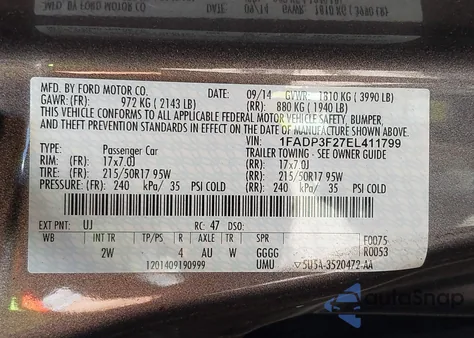 MFD. BY FORD MOTOR CO.
DATE: 09/14 GVWR: 1810 KG ( 3990 LB)
GAWR: (FR) 972 KG ( 2143 LB) (RR) 880 KG ( 1940 LB)
THIS VEHICLE CONFORMS TO ALL APPLICABLE FEDERAL MOTOR VEHICLE SAFETY, BUMPER,
AND THEFT PREVENTION STANDARDS IN EFFECT ON THE DATE OF MANUFACTURE SHOWN ABOVE.
VIN: 1FADP3F27EL411799
TYPE: Passenger Car TRAILER TOWING - SEE OWNERS GUIDE
RIM: (FR) 17x7.0J (RR) 17x7.0J
TIRE: (FR) 215/50R17 95W (RR) 215/50R17 95W
PRESSURE: (FR) 240 kPa/ 35 PSI COLD (RR) 240 kPa/ 35 PSI COLD
EXT PNT: UJ RC: 47 DSO: F0075
WB INT TR TP/PS R AXLE TR SPR R0053
2W 4 AU W GGGG
1201409190999 UMU 5U5A-3520472-AA
autoSnap